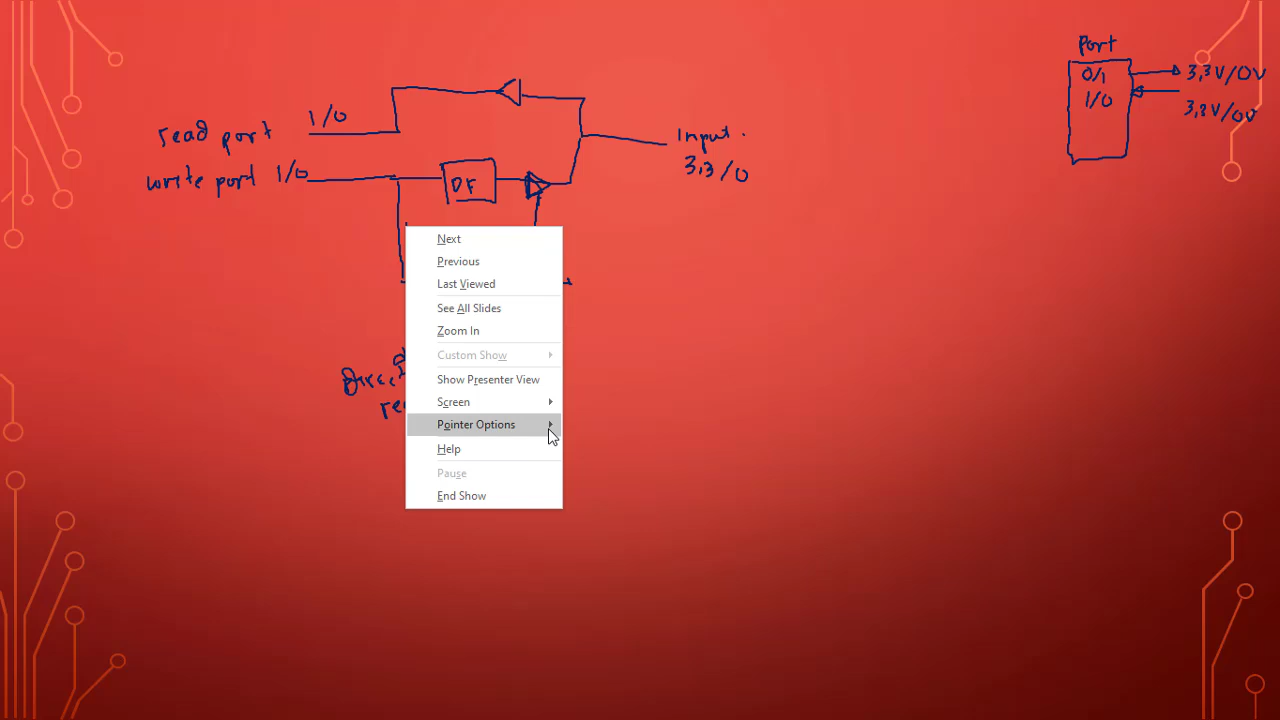 Port
0/1
3,3V/0V
1/0
3,3V/0V
1/0
read port
Input.
write port 1/0
DF
3,3/0
Next
Previous
Last Viewed
See All Slides
Zoom In
Custom Show
Show Presenter View
Screen
Pointer Options
Help
Pause
End Show